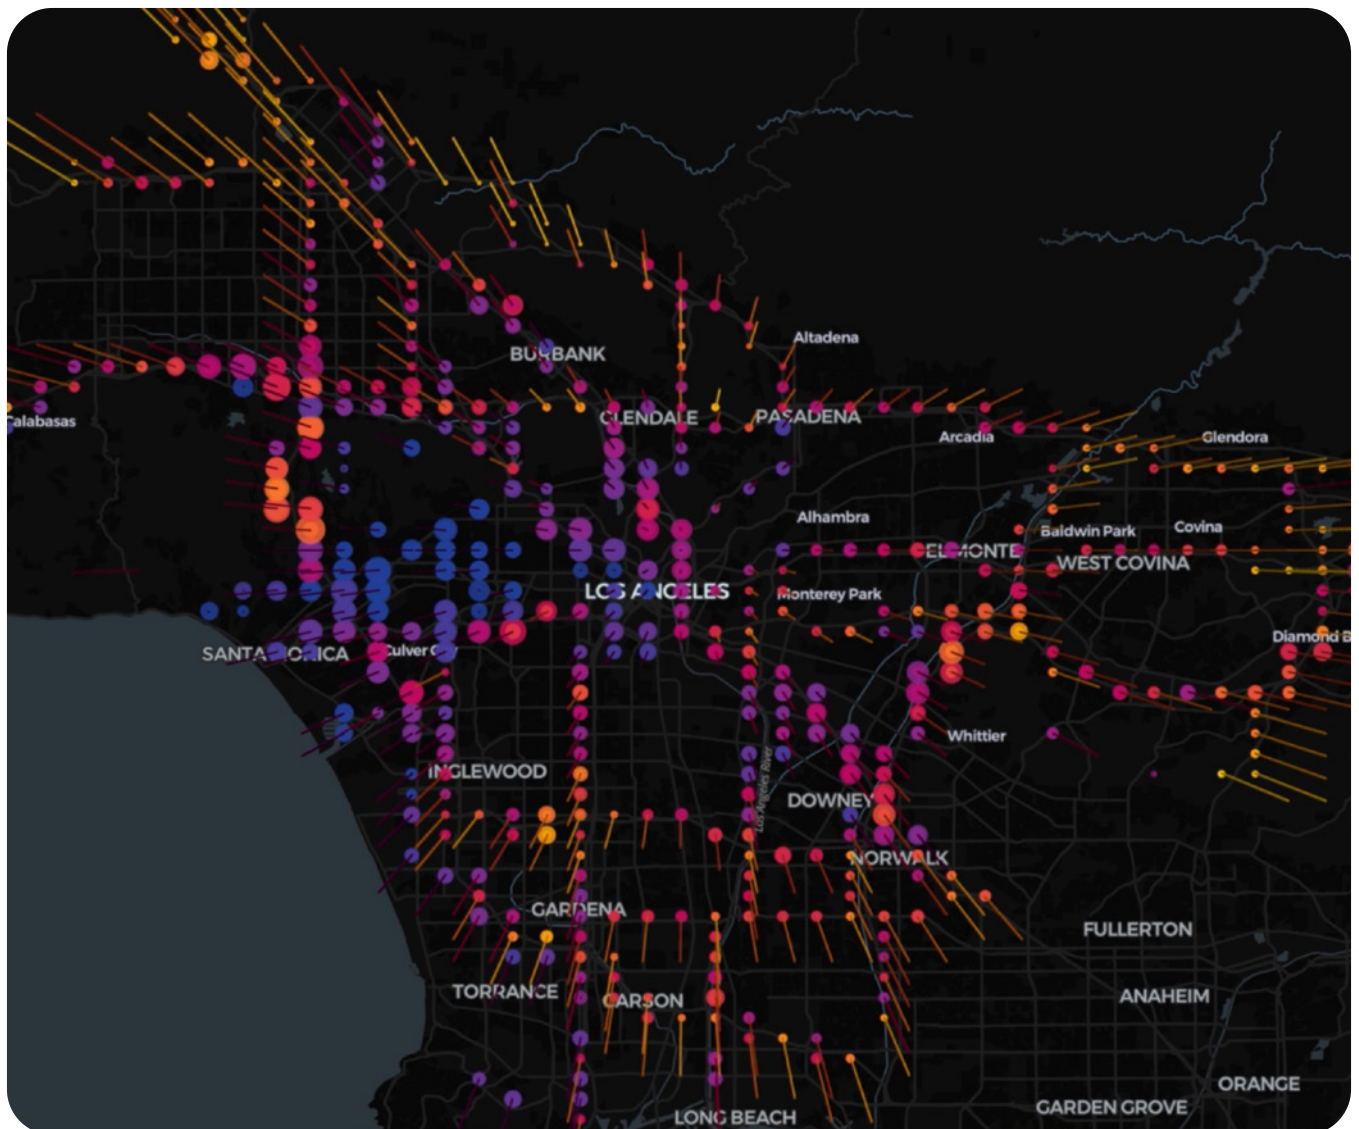 Altadena
BURBANK
GLENDALE
PASADENA
alabasas
Arcadia
Glendora
Alhambra
Baldwin Park
Covina
EL MONTE
WEST COVINA
LOS ANGELES
Monterey Park
Diamond B
SANTA MONICA
Culver City
Whittier
INGLEWOOD
Los Angeles River
DOWNEY
NORWALK
GARDENA
FULLERTON
TORRANCE
CARSON
ANAHEIM
ORANGE
GARDEN GROVE
LONG BEACH